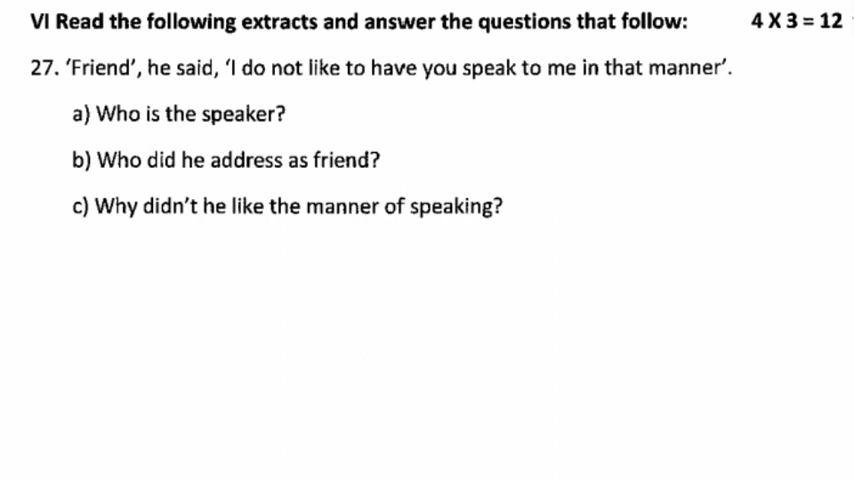 VI Read the following extracts and answer the questions that follow: 4 X 3 = 12
27. ‘Friend’, he said, ‘I do not like to have you speak to me in that manner’.
a) Who is the speaker?
b) Who did he address as friend?
c) Why didn’t he like the manner of speaking?